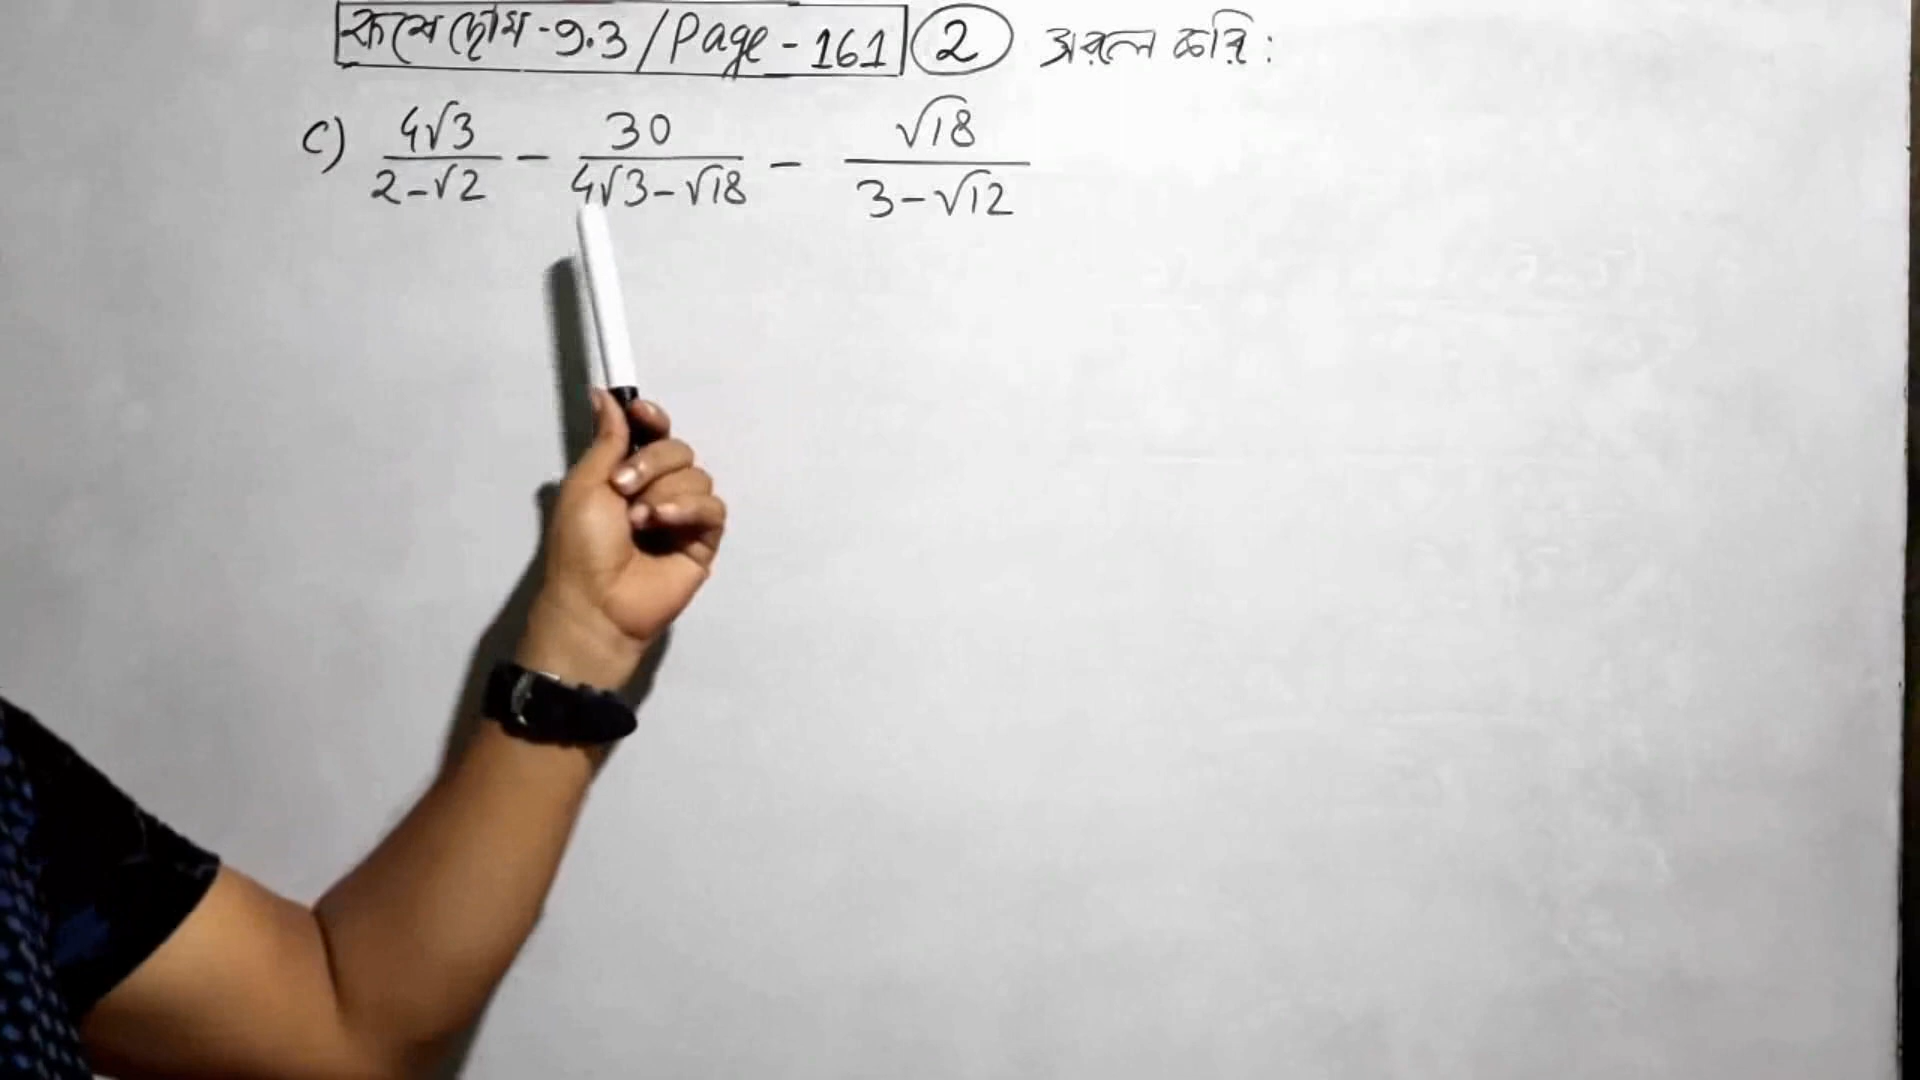 কষে দেখি - 9.3 / Page - 161 2 সরল করি :
c) 4√3/(2-√2) - 30/(4√3-√18) - √18/(3-√12)